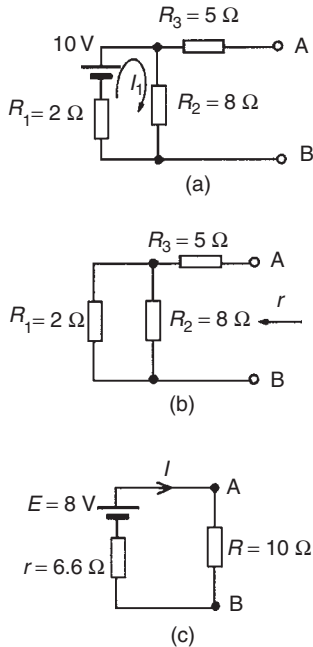 R3 = 5 Ω
10 V
A
I1
R1= 2 Ω
R2 = 8 Ω
B
(a)
R3 = 5 Ω
A
R1= 2 Ω
R2 = 8 Ω
r
B
(b)
I
A
E = 8 V
r = 6.6 Ω
R = 10 Ω
B
(c)